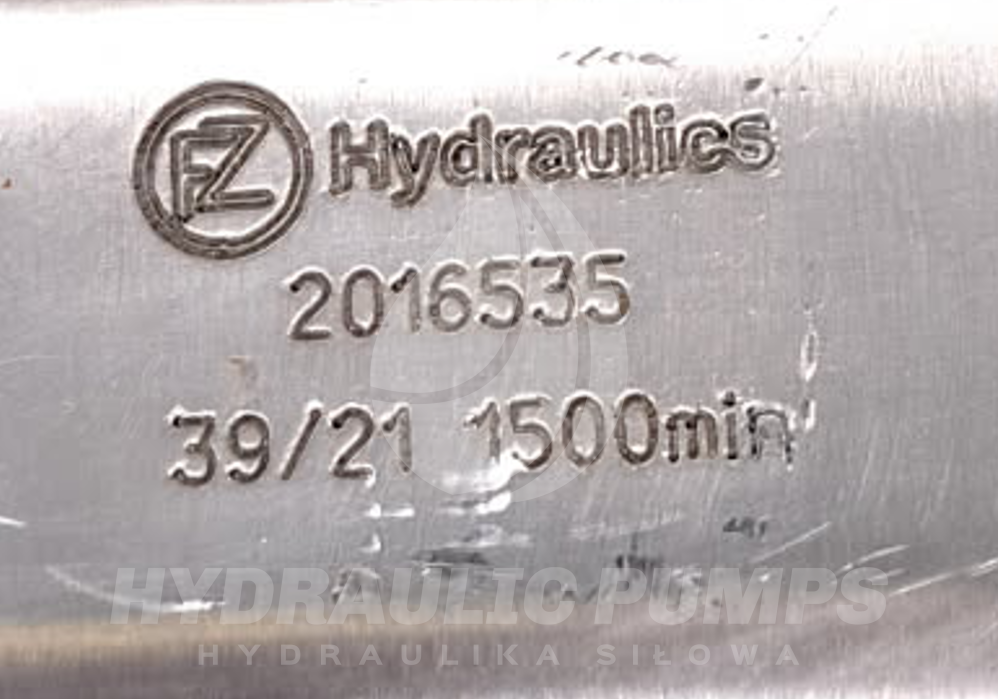 FZ Hydraulics
2016535
39/21 1500min
HYDRAULIC PUMPS
HYDRAULIKA SIŁOWA